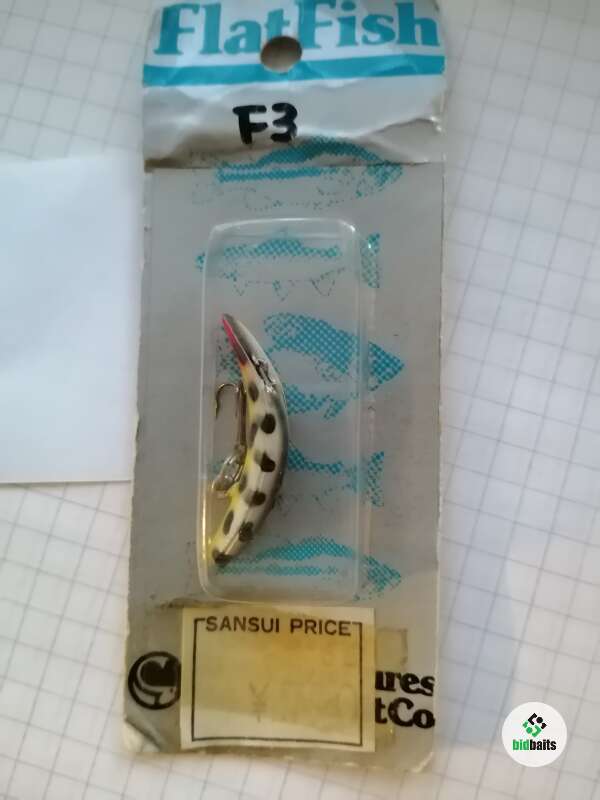 FlatFish
F3
SANSUI PRICE
¥
ures
tCo
bidbaits